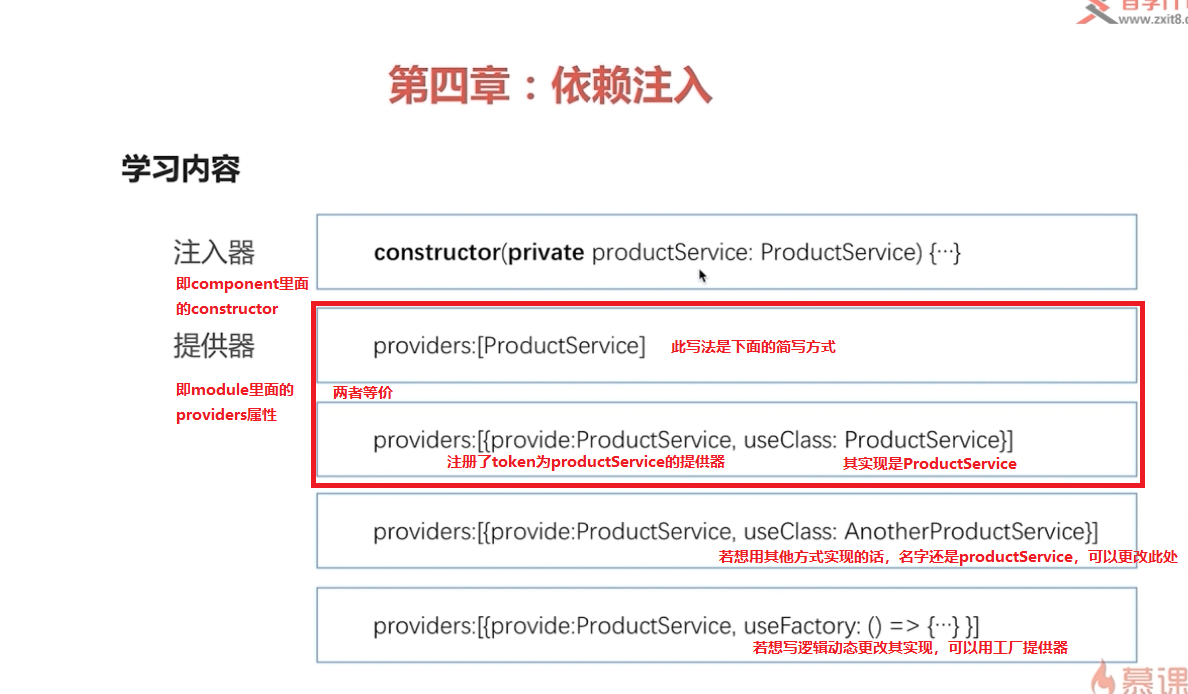 www.zxit8.c
第四章：依赖注入
学习内容
注入器
constructor(private productService: ProductService) {···}
即component里面
的constructor
提供器
providers:[ProductService]
此写法是下面的简写方式
即module里面的
providers属性
两者等价
providers:[{provide:ProductService, useClass: ProductService}]
注册了token为productService的提供器
其实现是ProductService
providers:[{provide:ProductService, useClass: AnotherProductService}]
若想用其他方式实现的话，名字还是productService，可以更改此处
providers:[{provide:ProductService, useFactory: () => {···} }]
若想写逻辑动态更改其实现，可以用工厂提供器
慕课